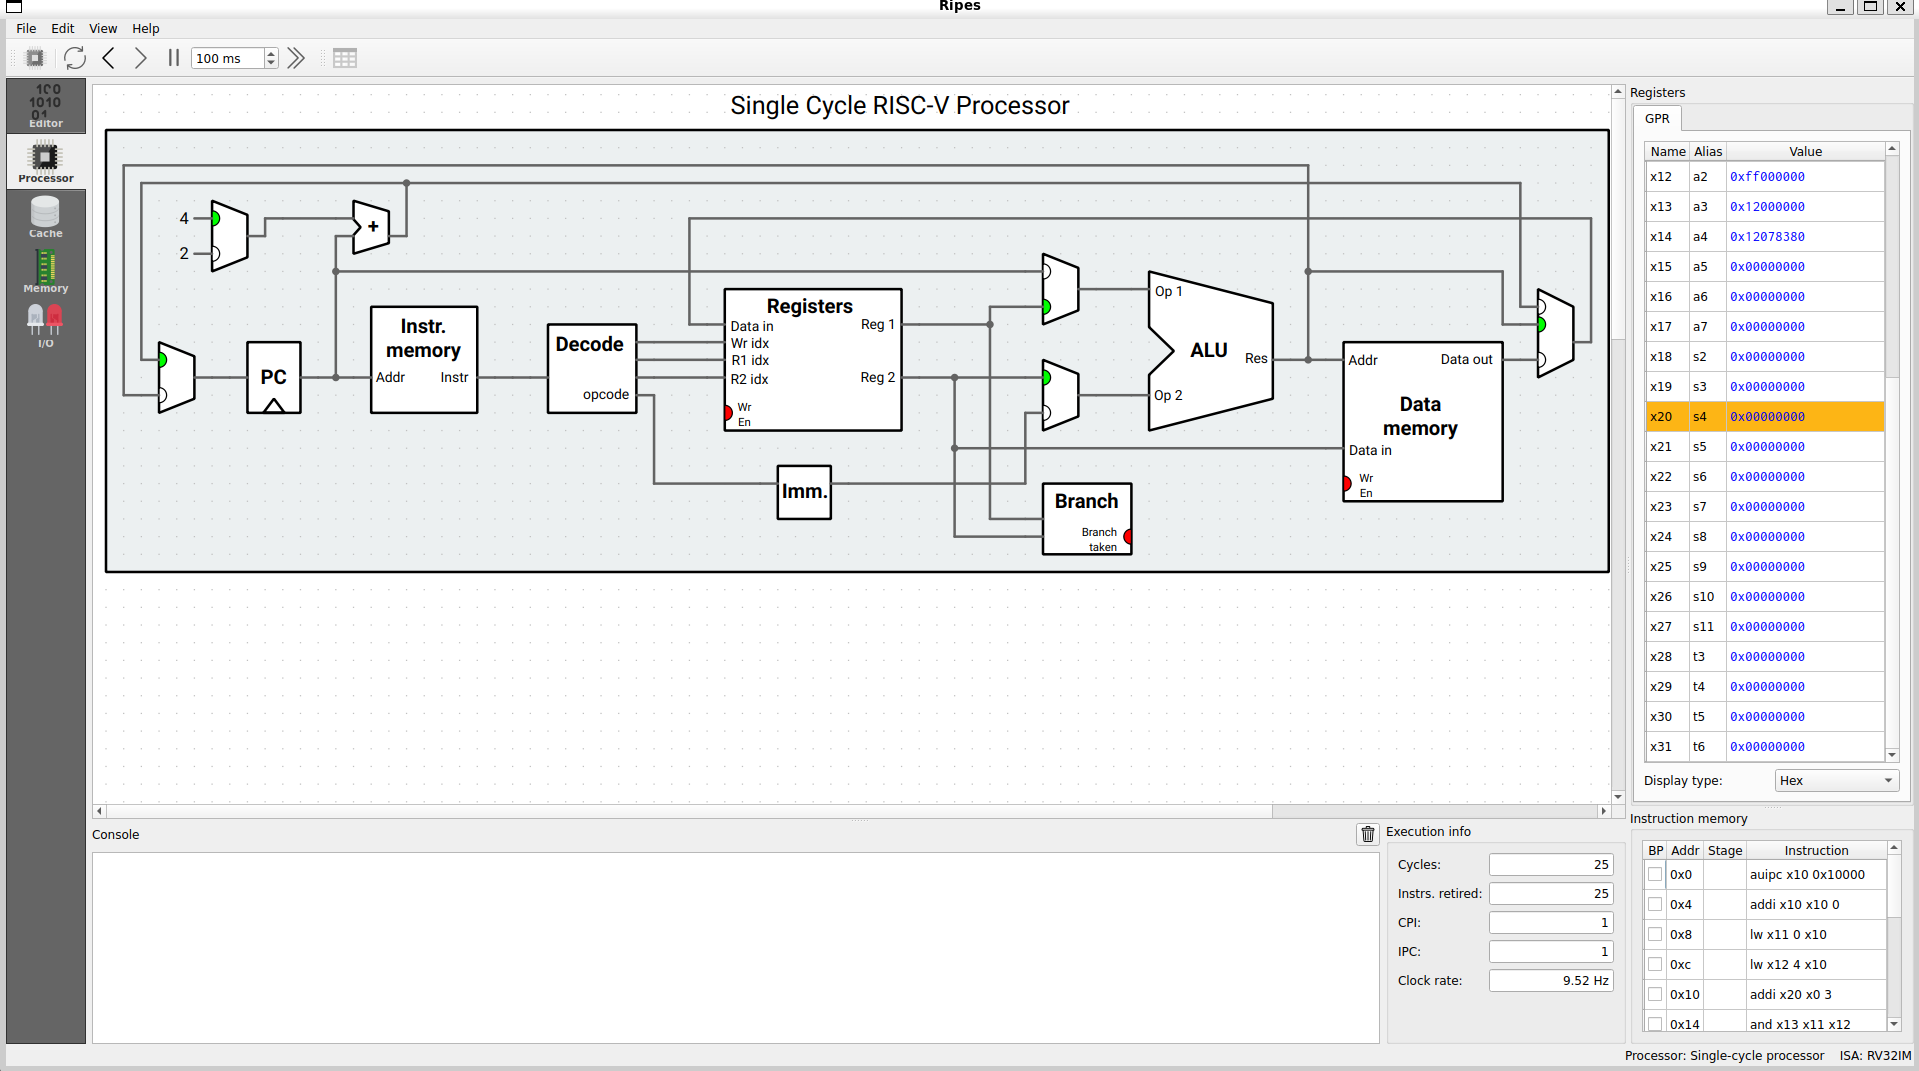 Ripes
File Edit View Help
100 ms
Editor
Processor
Cache
Memory
I/O
Single Cycle RISC-V Processor
4
2
+
PC
Instr. memory
Addr Instr
Decode
opcode
Registers
Data in
Wr idx
R1 idx
R2 idx
Wr En
Reg 1
Reg 2
Imm.
Op 1
Op 2
ALU
Res
Branch
Branch taken
Addr Data out
Data memory
Data in
Wr En
Registers
GPR
Name Alias Value
x12 a2 0xff000000
x13 a3 0x12000000
x14 a4 0x12078380
x15 a5 0x00000000
x16 a6 0x00000000
x17 a7 0x00000000
x18 s2 0x00000000
x19 s3 0x00000000
x20 s4 0x00000000
x21 s5 0x00000000
x22 s6 0x00000000
x23 s7 0x00000000
x24 s8 0x00000000
x25 s9 0x00000000
x26 s10 0x00000000
x27 s11 0x00000000
x28 t3 0x00000000
x29 t4 0x00000000
x30 t5 0x00000000
x31 t6 0x00000000
Display type: Hex
Console
Execution info
Cycles: 25
Instrs. retired: 25
CPI: 1
IPC: 1
Clock rate: 9.52 Hz
Instruction memory
BP Addr Stage Instruction
0x0 auipc x10 0x10000
0x4 addi x10 x10 0
0x8 lw x11 0 x10
0xc lw x12 4 x10
0x10 addi x20 x0 3
0x14 and x13 x11 x12
Processor: Single-cycle processor ISA: RV32IM